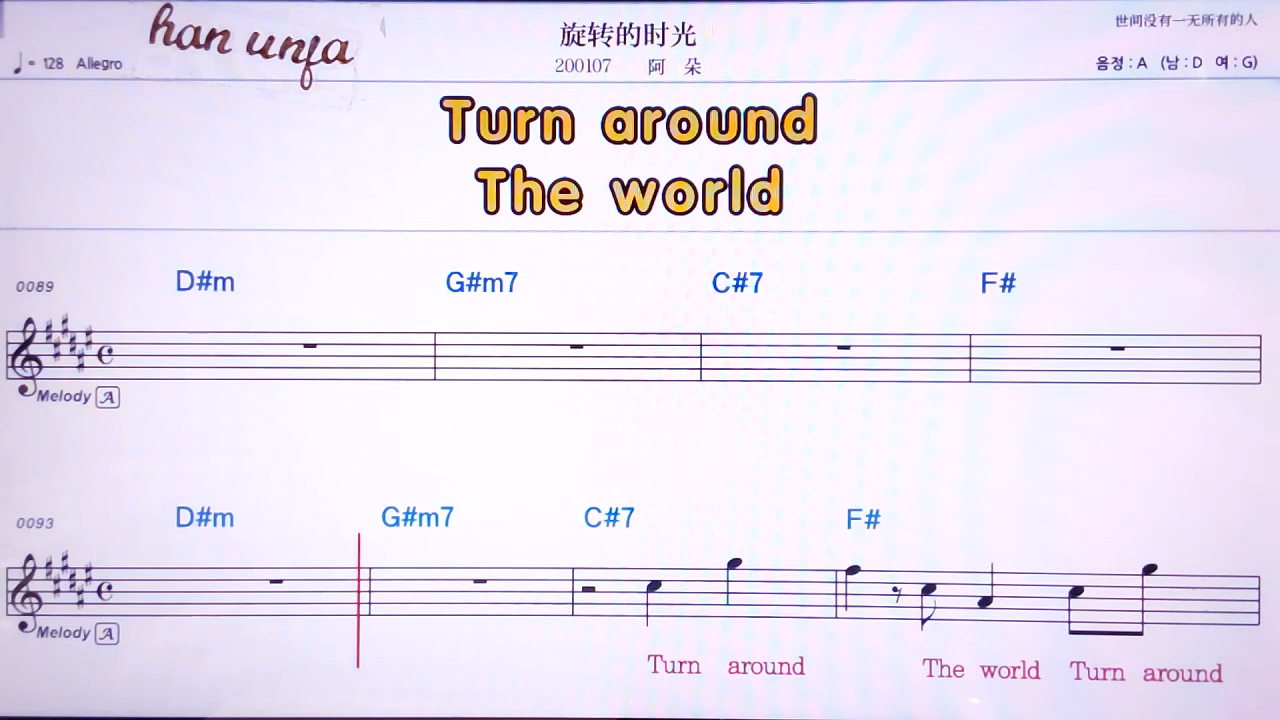 han unfa
旋转的时光
世间没有一无所有的人
♩= 128 Allegro
200107 阿 朵
음정 : A (남 : D 여 : G)
Turn around
The world
0089 D#m G#m7 C#7 F#
Melody A
0093 D#m G#m7 C#7 F#
Melody A
Turn around The world Turn around